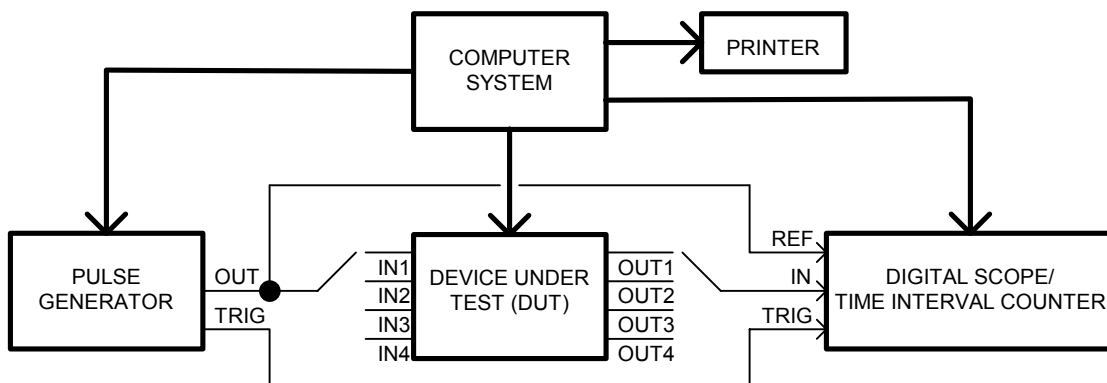 COMPUTER
SYSTEM
PRINTER
PULSE
GENERATOR
OUT
TRIG
IN1
IN2
IN3
IN4
DEVICE UNDER
TEST (DUT)
OUT1
OUT2
OUT3
OUT4
REF
IN
TRIG
DIGITAL SCOPE/
TIME INTERVAL COUNTER